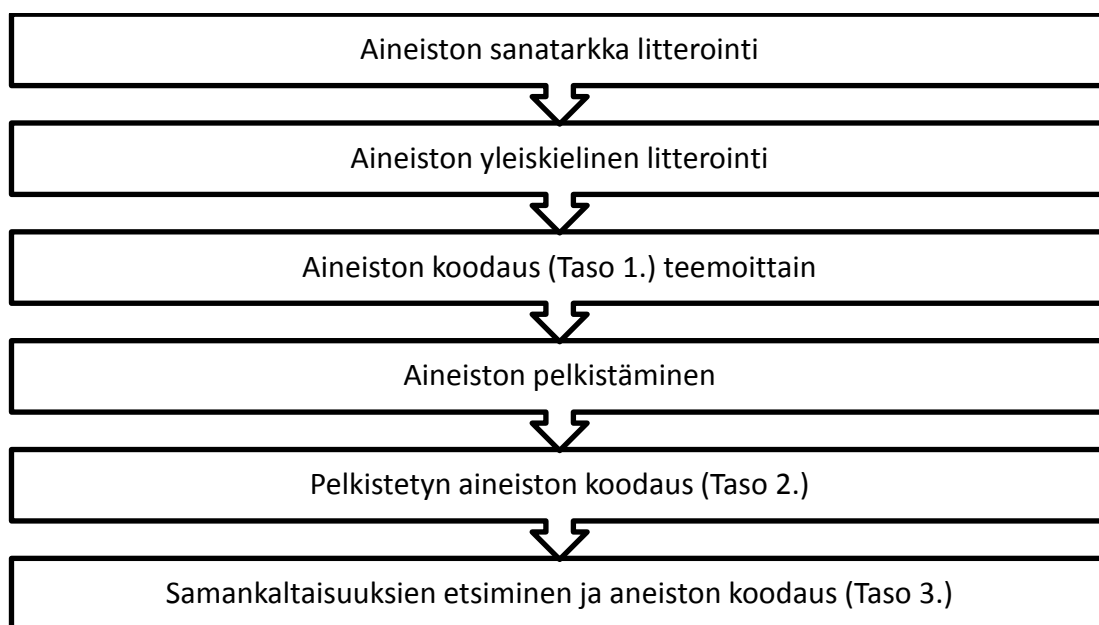 Aineiston sanatarkka litterointi
Aineiston yleiskielinen litterointi
Aineiston koodaus (Taso 1.) teemoittain
Aineiston pelkistäminen
Pelkistetyn aineiston koodaus (Taso 2.)
Samankaltaisuuksien etsiminen ja aneiston koodaus (Taso 3.)